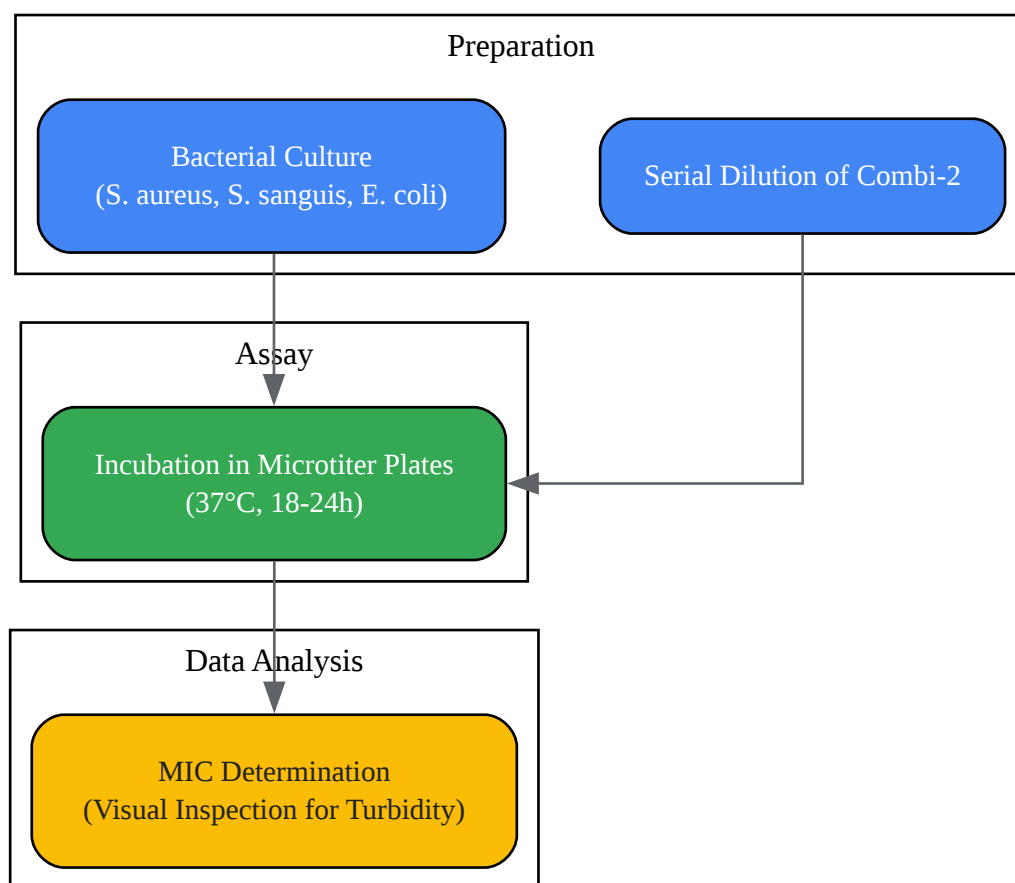 Preparation
Bacterial Culture
(S. aureus, S. sanguis, E. coli)
Serial Dilution of Combi-2
Assay
Incubation in Microtiter Plates
(37°C, 18-24h)
Data Analysis
MIC Determination
(Visual Inspection for Turbidity)